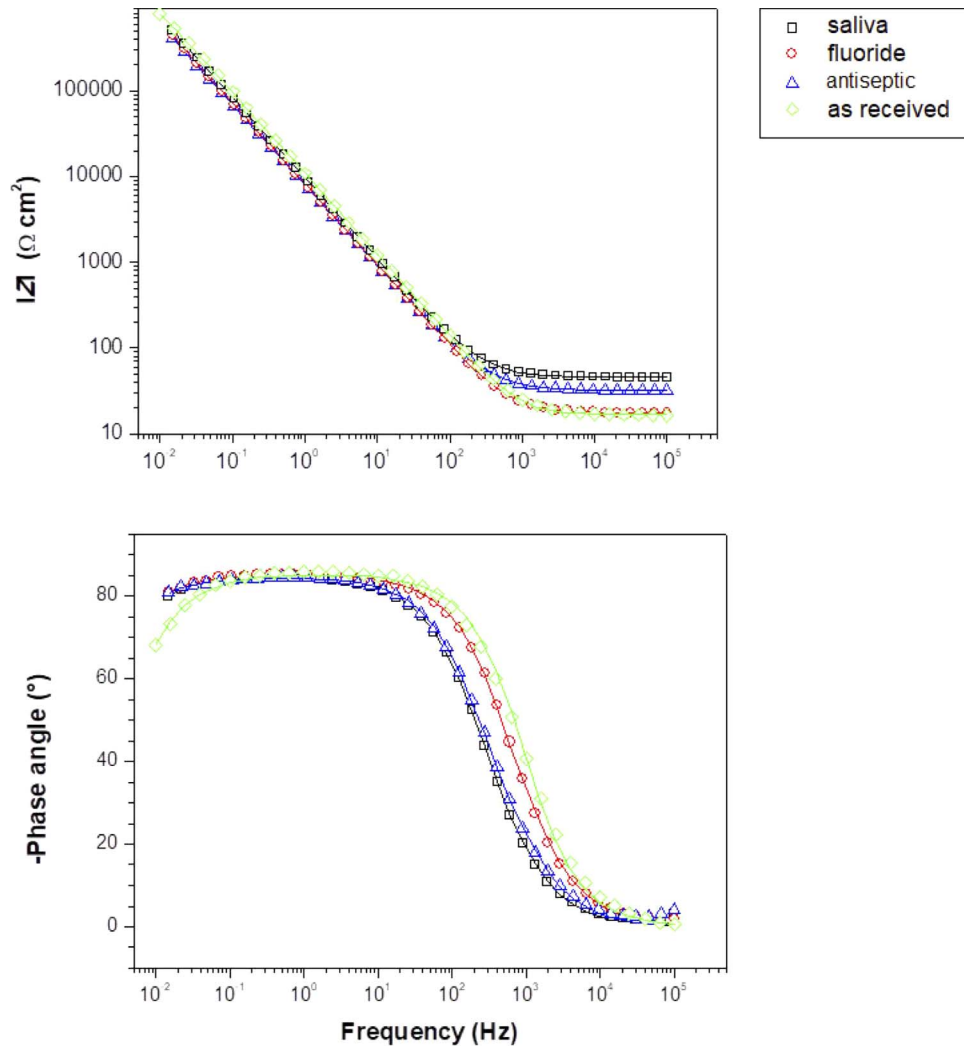 saliva
fluoride
antiseptic
as received
100000
10000
1000
100
10
|Z| (Ω cm²)
10⁻² 10⁻¹ 10⁰ 10¹ 10² 10³ 10⁴ 10⁵
80
60
40
20
0
-Phase angle (°)
10⁻² 10⁻¹ 10⁰ 10¹ 10² 10³ 10⁴ 10⁵
Frequency (Hz)